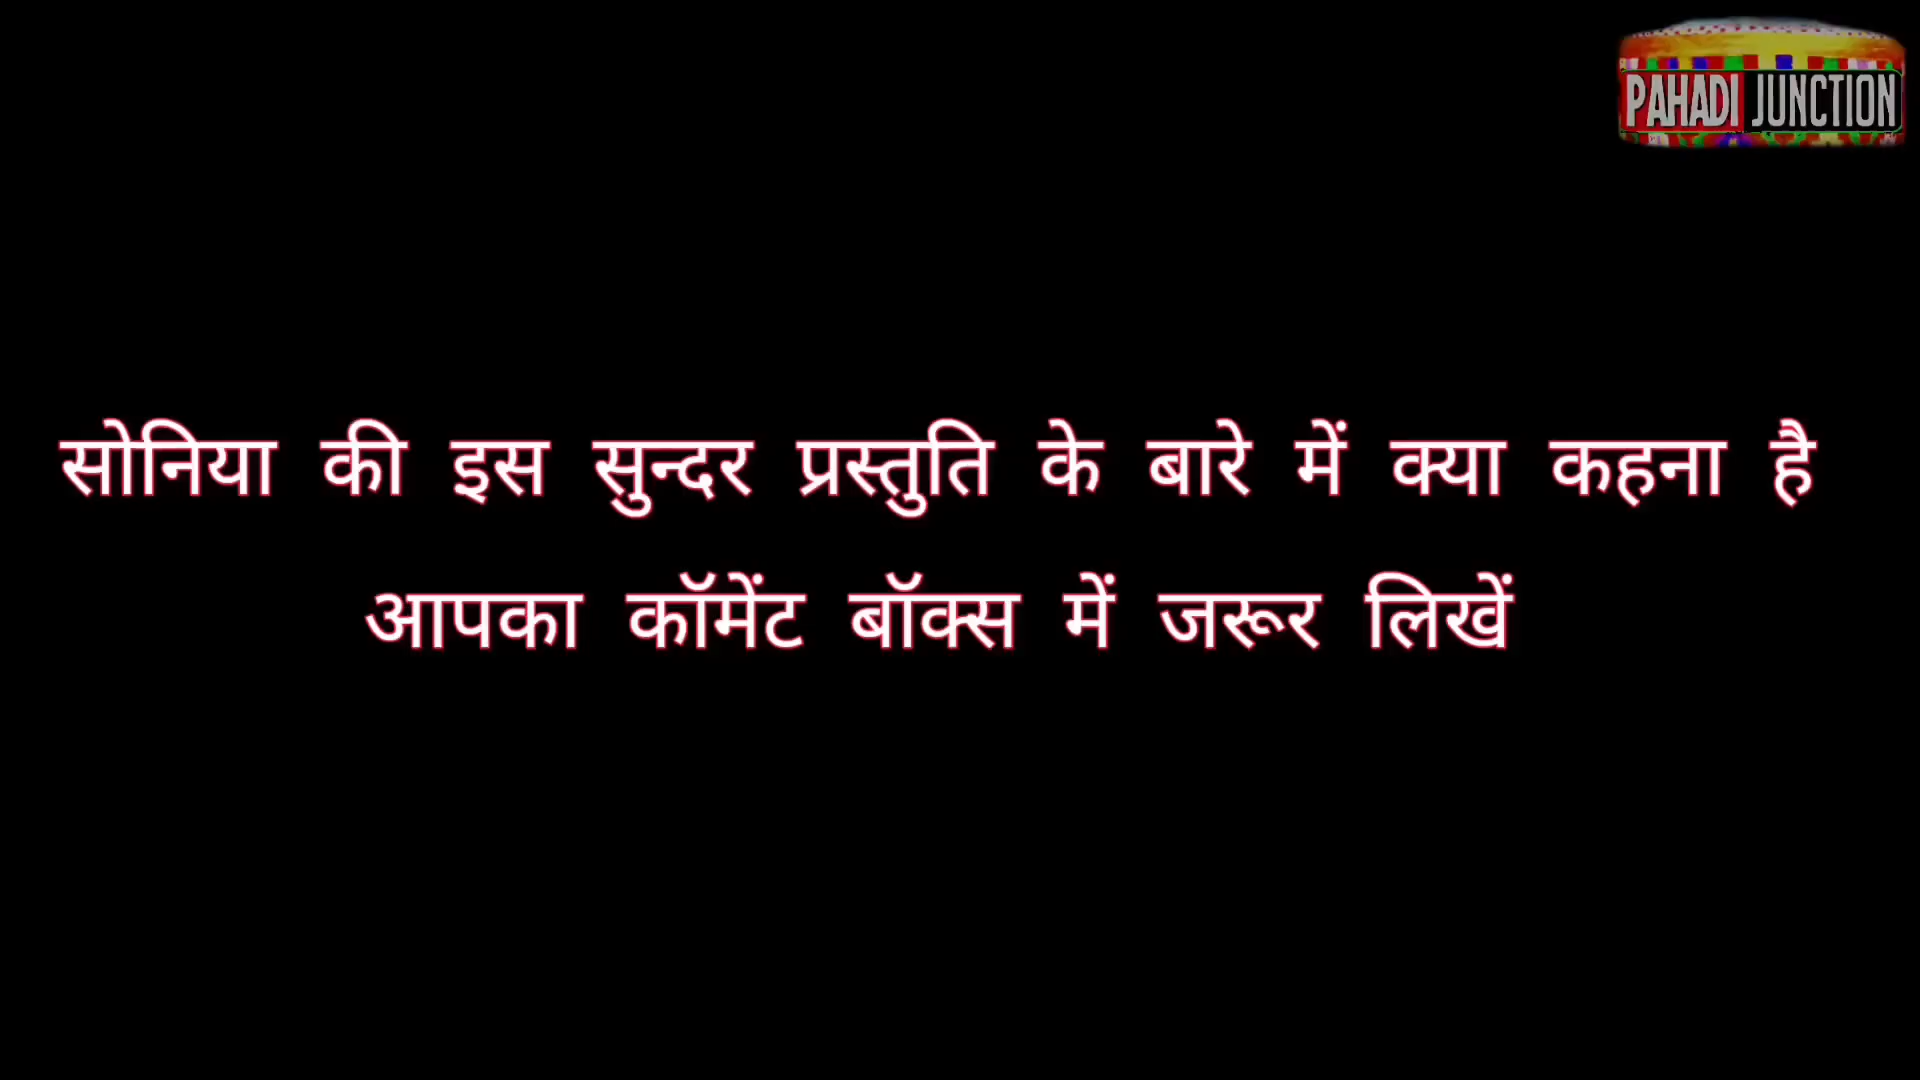 PAHADI JUNCTION
सोनिया की इस सुन्दर प्रस्तुति के बारे में क्या कहना है
आपका कॉमेंट बॉक्स में जरूर लिखें